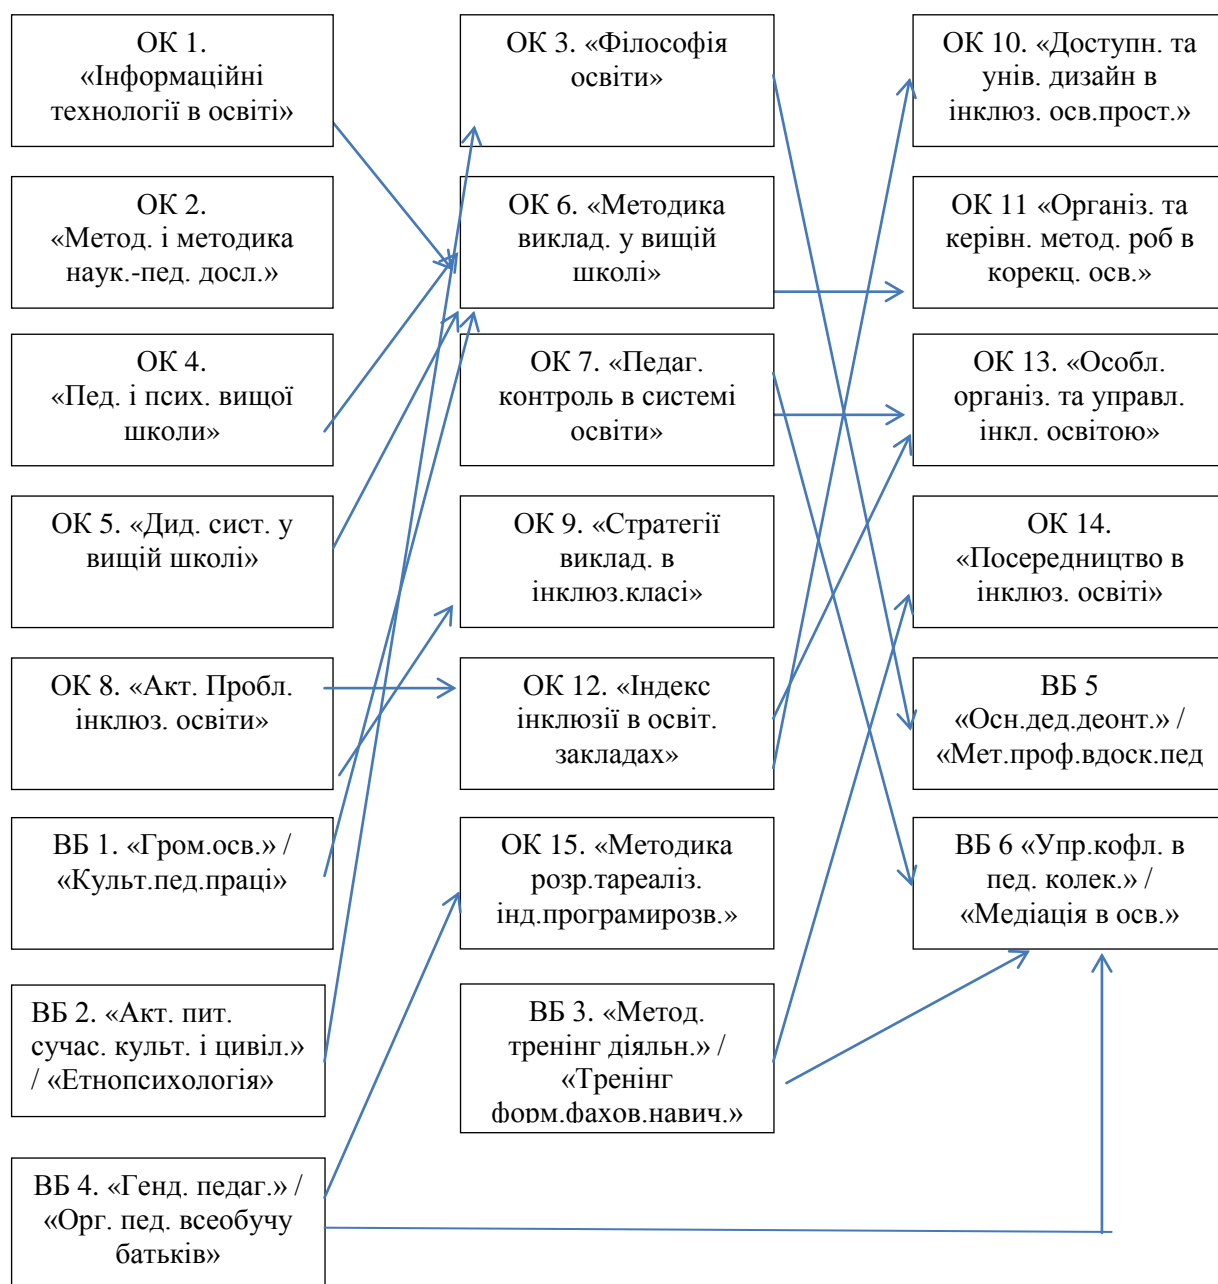 ОК 1.
«Інформаційні
технології в освіті»
ОК 2.
«Метод. і методика
наук.-пед. досл.»
ОК 4.
«Пед. і псих. вищої
школи»
ОК 5. «Дид. сист. у
вищій школі»
ОК 8. «Акт. Пробл.
інклюз. освіти»
ВБ 1. «Гром.осв.» /
«Культ.пед.праці»
ВБ 2. «Акт. пит.
сучас. культ. і цивіл.»
/ «Етнопсихологія»
ВБ 4. «Генд. педаг.» /
«Орг. пед. всеобучу
батьків»
ОК 3. «Філософія
освіти»
ОК 6. «Методика
виклад. у вищій
школі»
ОК 7. «Педаг.
контроль в системі
освіти»
ОК 9. «Стратегії
виклад. в
інклюз.класі»
ОК 12. «Індекс
інклюзії в освіт.
закладах»
ОК 15. «Методика
розр.тареаліз.
інд.програмирозв.»
ВБ 3. «Метод.
тренінг діяльн.» /
«Тренінг
форм.фахов.навич.»
ОК 10. «Доступн. та
унів. дизайн в
інклюз. осв.прост.»
ОК 11 «Організ. та
керівн. метод. роб в
корекц. осв.»
ОК 13. «Особл.
організ. та управл.
інкл. освітою»
ОК 14.
«Посередництво в
інклюз. освіті»
ВБ 5
«Осн.дед.деонт.» /
«Мет.проф.вдоск.пед
ВБ 6 «Упр.кофл. в
пед. колек.» /
«Медіація в осв.»